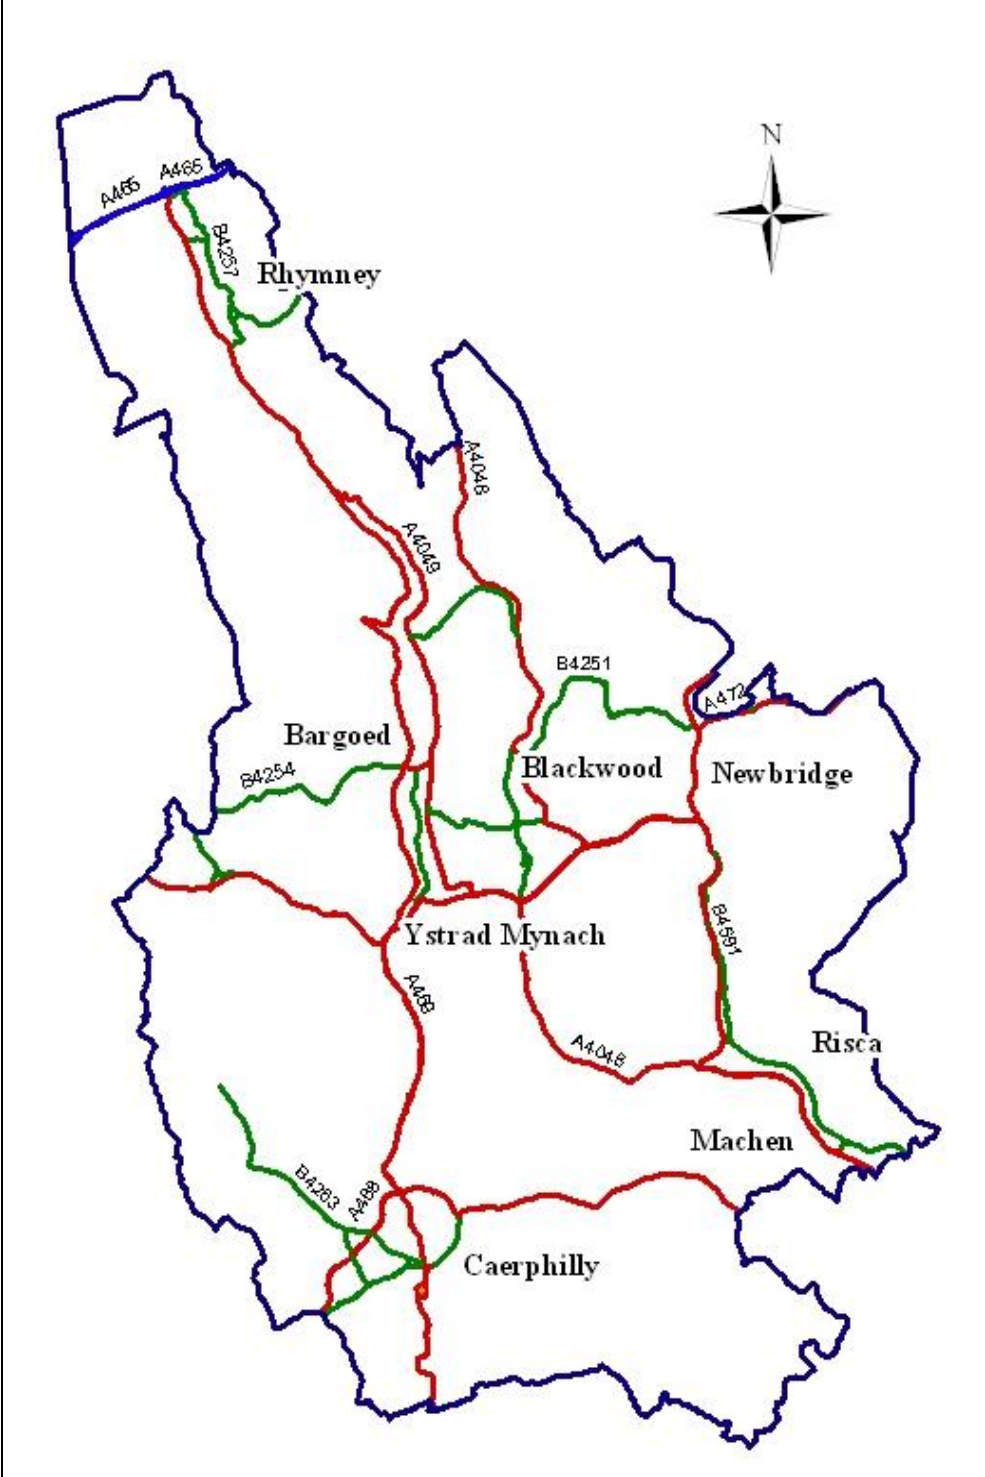 N
A465
A465
B4257
Rhymney
A4048
A4049
B4251
A472
Bargoed
Blackwood
Newbridge
B4254
B4591
Ystrad Mynach
A469
Risca
A4048
Machen
B4263
A468
Caerphilly